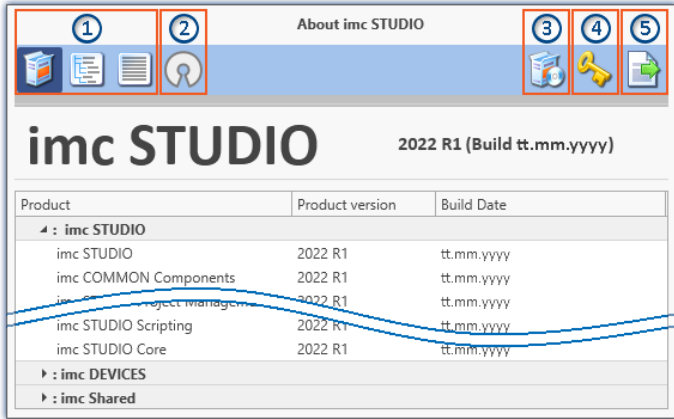 About imc STUDIO
1
2
3
4
5
imc STUDIO
2022 R1 (Build tt.mm.yyyy)
Product Product version Build Date
: imc STUDIO
imc STUDIO 2022 R1 tt.mm.yyyy
imc COMMON Components 2022 R1 tt.mm.yyyy
imc 2022 R1 tt.mm.yyyy
imc STUDIO Scripting 2022 R1 tt.mm.yyyy
imc STUDIO Core 2022 R1 tt.mm.yyyy
: imc DEVICES
: imc Shared